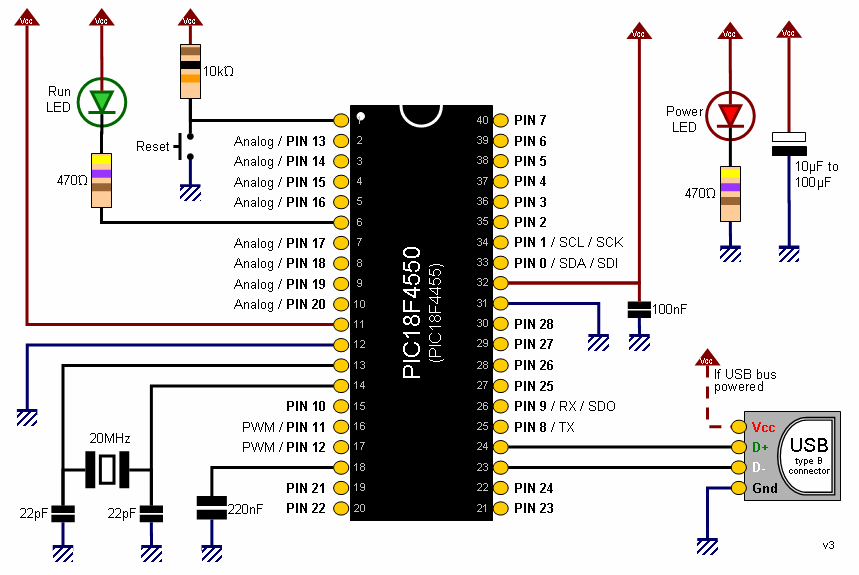 Vcc
Vcc
Vcc
Vcc
Vcc
Vcc
Run
LED
10kΩ
Reset
470Ω
Power
LED
470Ω
10µF to
100µF
1
Analog / PIN 13 2
Analog / PIN 14 3
Analog / PIN 15 4
Analog / PIN 16 5
6
Analog / PIN 17 7
Analog / PIN 18 8
Analog / PIN 19 9
Analog / PIN 20 10
11
12
13
14
PIN 10 15
PWM / PIN 11 16
PWM / PIN 12 17
18
PIN 21 19
PIN 22 20
PIC18F4550
(PIC18F4455)
40 PIN 7
39 PIN 6
38 PIN 5
37 PIN 4
36 PIN 3
35 PIN 2
34 PIN 1 / SCL / SCK
33 PIN 0 / SDA / SDI
32
31
30 PIN 28
29 PIN 27
28 PIN 26
27 PIN 25
26 PIN 9 / RX / SDO
25 PIN 8 / TX
24
23
22 PIN 24
21 PIN 23
100nF
20MHz
22pF
22pF
220nF
Vcc
If USB bus
powered
Vcc
D+
D-
Gnd
USB
type B
connector
v3